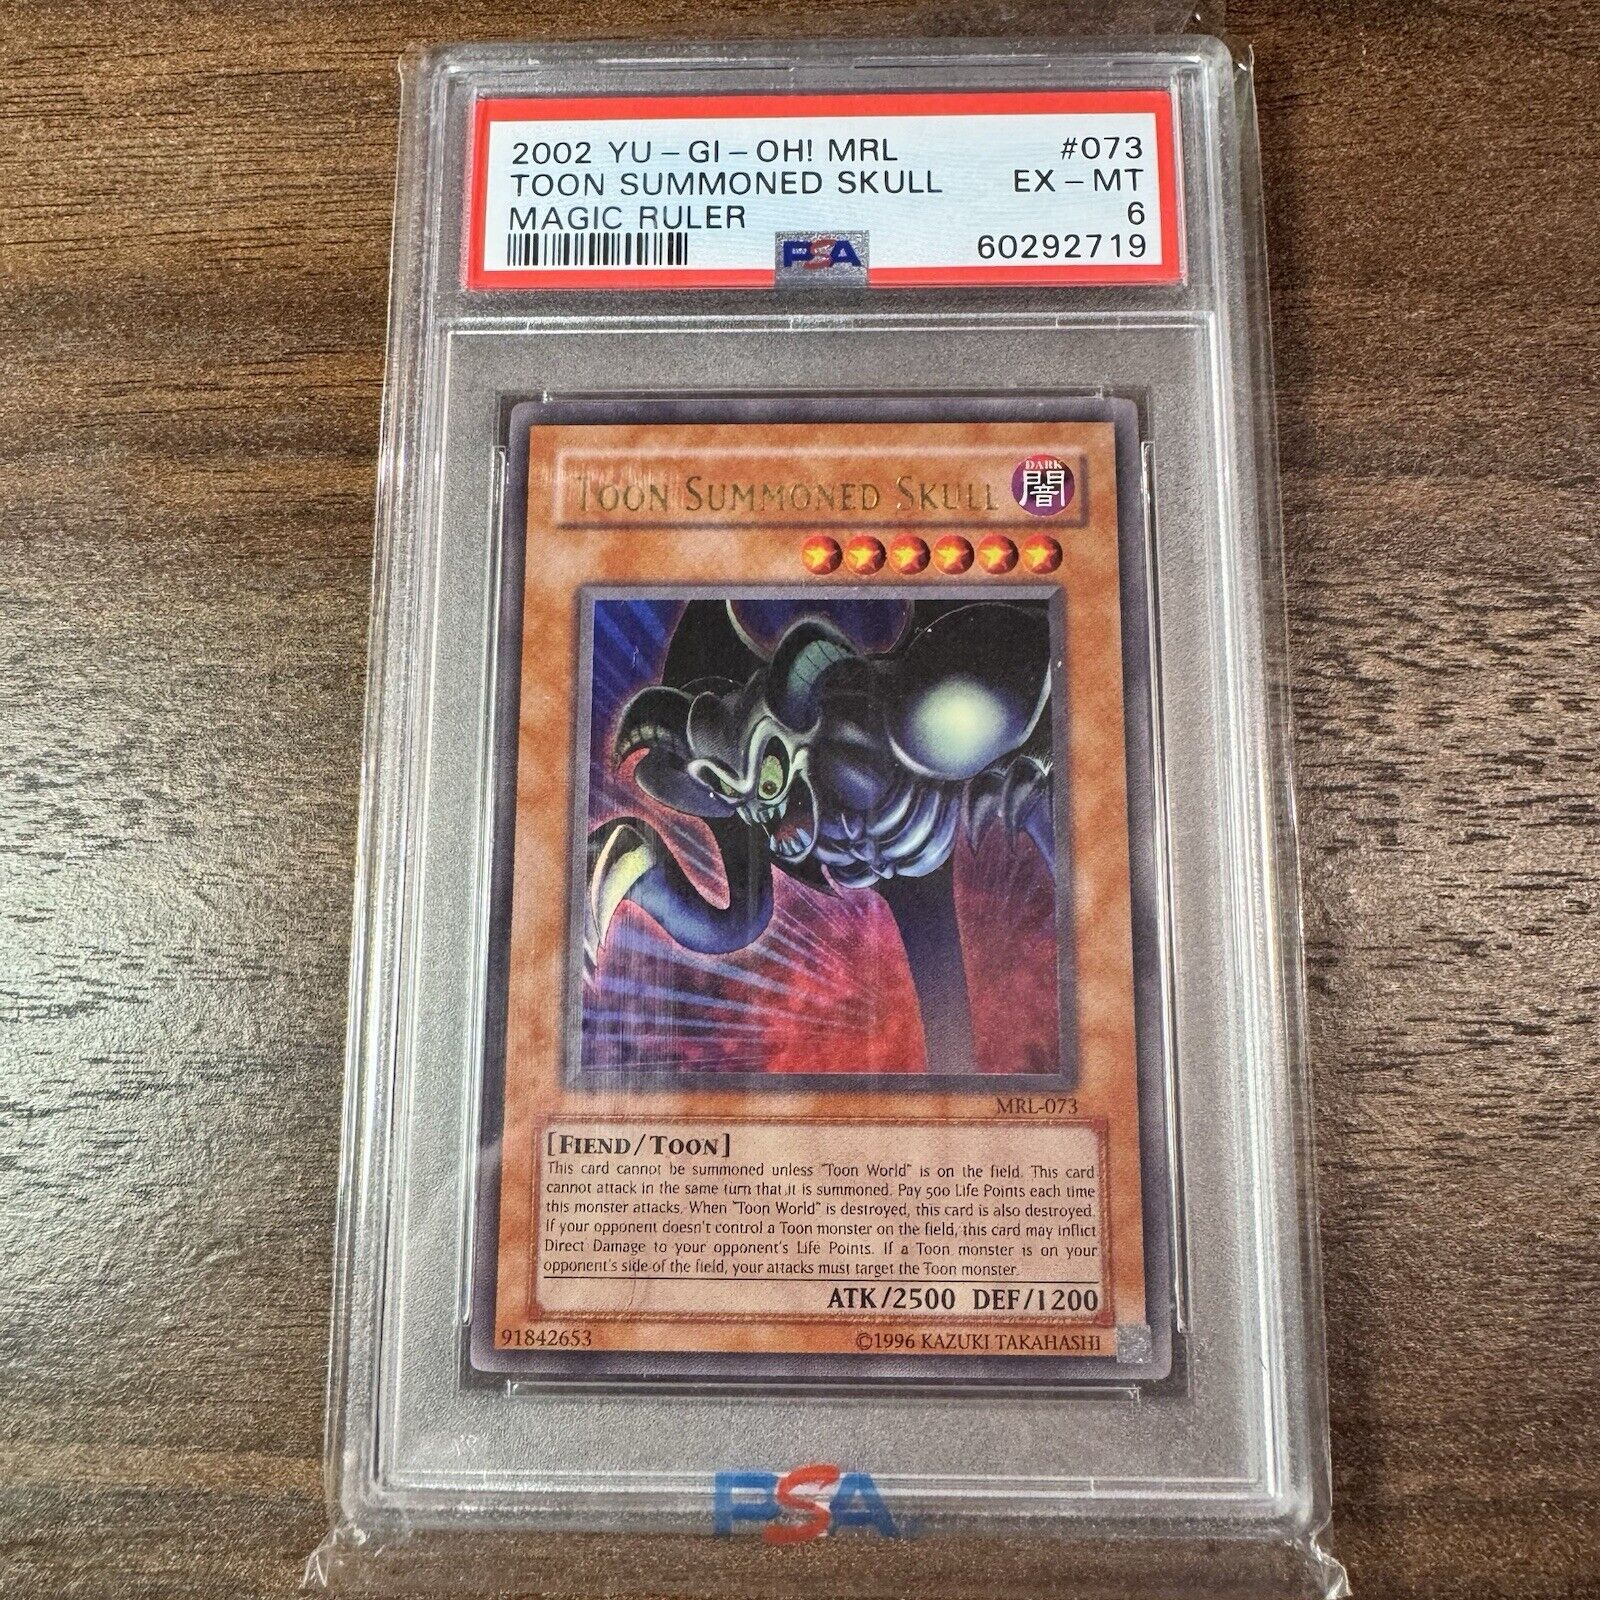 2002 YU-GI-OH! MRL #073
TOON SUMMONED SKULL EX-MT
MAGIC RULER 6
PSA 60292719
TOON SUMMONED SKULL DARK 闇
MRL-073
[FIEND/TOON]
This card cannot be summoned unless "Toon World" is on the field. This card
cannot attack in the same turn that it is summoned. Pay 500 Life Points each time
this monster attacks. When "Toon World" is destroyed, this card is also destroyed.
If your opponent doesn't control a Toon monster on the field, this card may inflict
Direct Damage to your opponent's Life Points. If a Toon monster is on your
opponent's side of the field, your attacks must target the Toon monster.
ATK/2500 DEF/1200
91842653 ©1996 KAZUKI TAKAHASHI
PSA